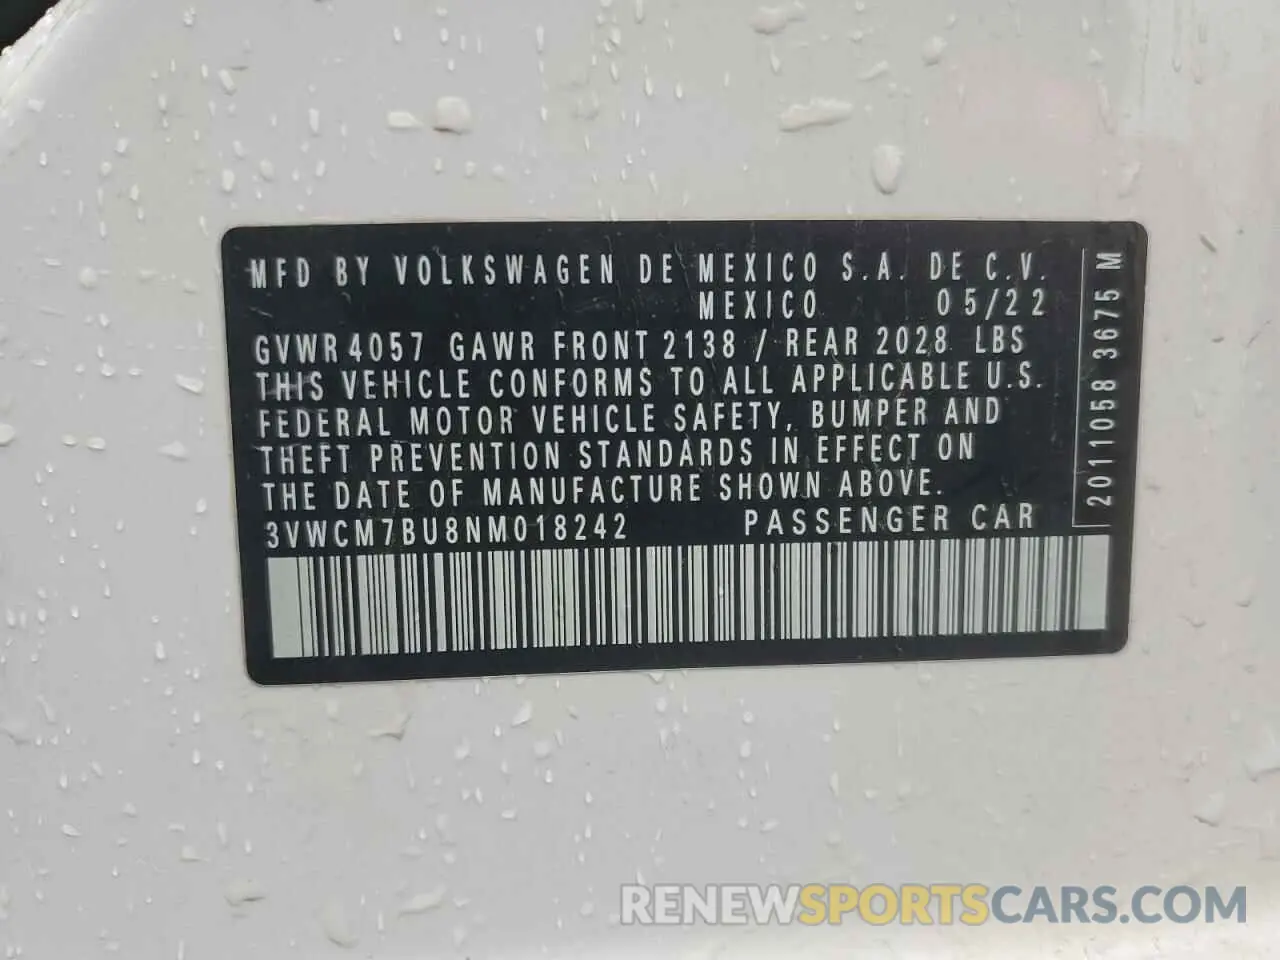 MFD BY VOLKSWAGEN DE MEXICO S.A. DE C.V.
MEXICO 05/22
GVWR 4057 GAWR FRONT 2138 / REAR 2028 LBS
THIS VEHICLE CONFORMS TO ALL APPLICABLE U.S.
FEDERAL MOTOR VEHICLE SAFETY, BUMPER AND
THEFT PREVENTION STANDARDS IN EFFECT ON
THE DATE OF MANUFACTURE SHOWN ABOVE.
3VWCM7BU8NM018242 PASSENGER CAR
2011058 3675 M
RENEWSPORTSCARS.COM